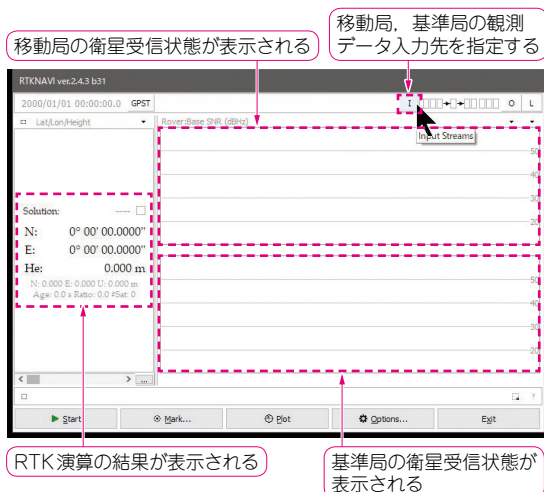 移動局，基準局の観測
データ入力先を指定する
移動局の衛星受信状態が表示される
RTKNAVI ver.2.4.3 b31
2000/01/01 00:00:00.0 GPST
I
O L
Lat/Lon/Height
Rover:Base SNR (dBHz)
Input Streams
50
40
30
20
Solution: -----
N: 0° 00' 00.0000"
E: 0° 00' 00.0000"
He: 0.000 m
N: 0.000 E: 0.000 U: 0.000 m
Age: 0.0 s Ratio: 0.0 #Sat: 0
50
40
30
20
...
?
Start
Mark...
Plot
Options...
Exit
RTK演算の結果が表示される
基準局の衛星受信状態が
表示される